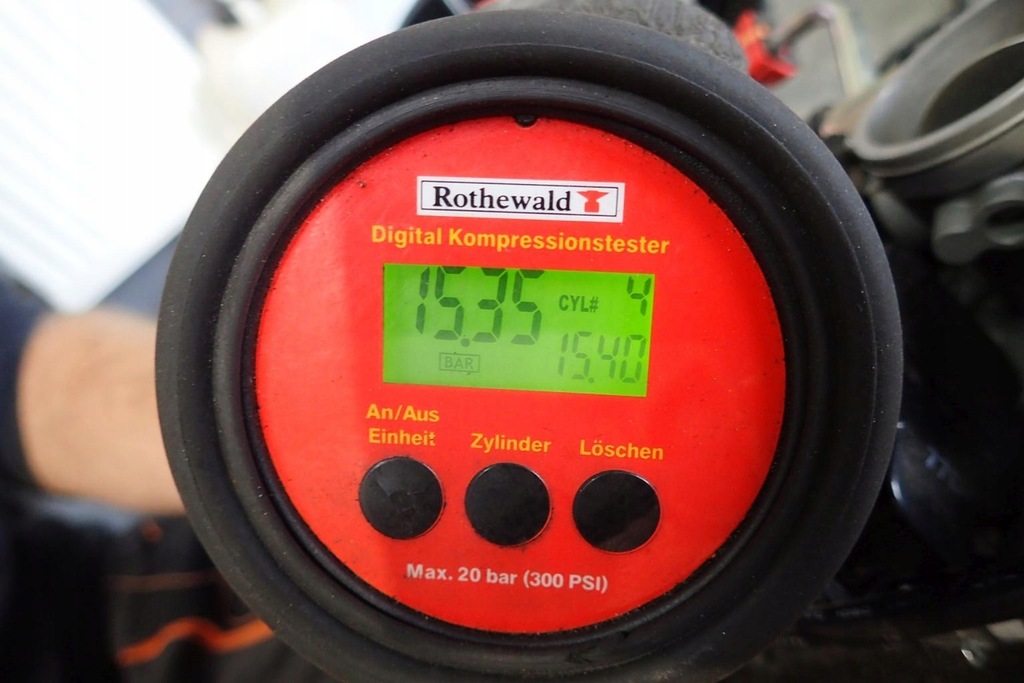 Rothewald
Digital Kompressionstester
15.35 CYL# 4
BAR 15.40
An/Aus
Einheit Zylinder Löschen
Max. 20 bar (300 PSI)